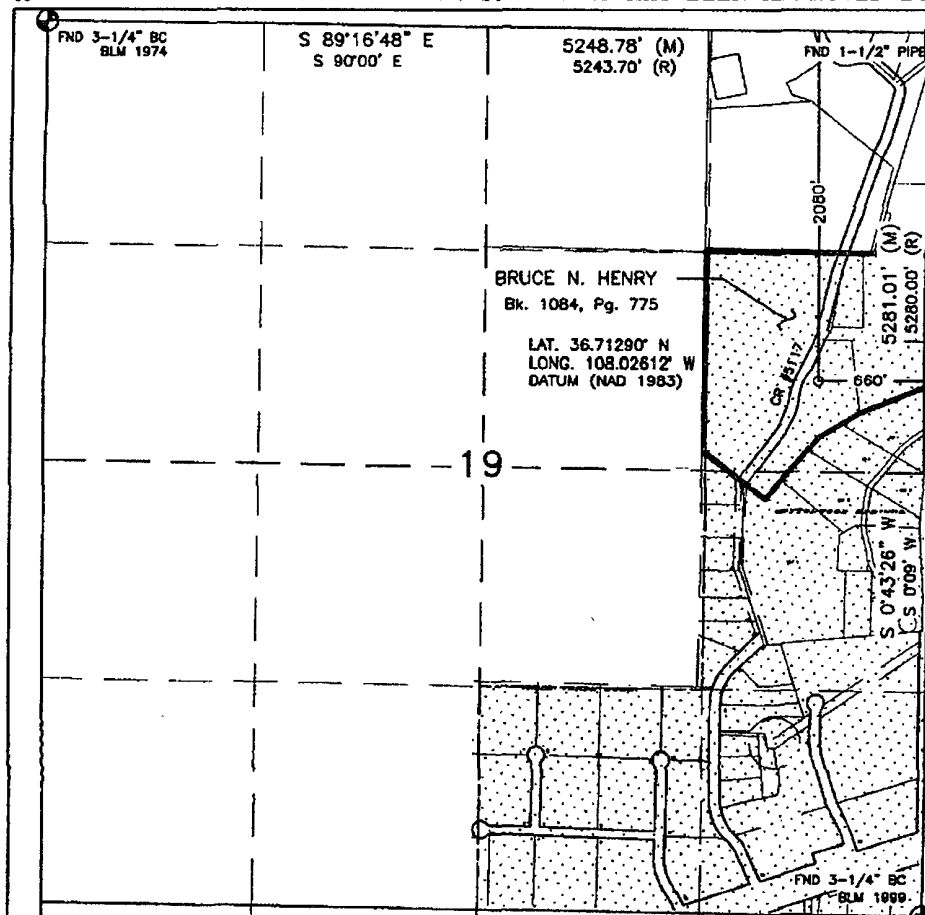 FND 3-1/4" BC
BLM 1974
S 89°16'48" E
S 90°00' E
5248.78' (M)
5243.70' (R)
FND 1-1/2" PIPE
2080'
5281.01' (M)
5280.00' (R)
BRUCE N. HENRY
Bk. 1084, Pg. 775
LAT. 36.71290° N
LONG. 108.02612° W
DATUM (NAD 1983)
CR #5117
660'
19
S 0°43'26" W
S 0°09' W
FND 3-1/4" BC
BLM 1999